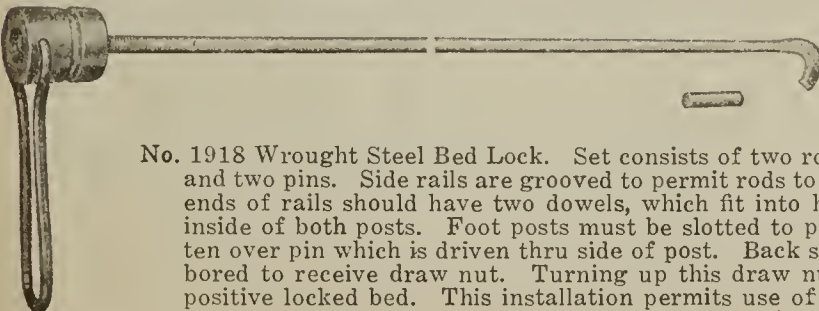 No. 1918 Wrought Steel Bed Lock. Set consists of two ro
and two pins. Side rails are grooved to permit rods to
ends of rails should have two dowels, which fit into h
inside of both posts. Foot posts must be slotted to p
ten over pin which is driven thru side of post. Back s
bored to receive draw nut. Turning up this draw nu
positive locked bed. This installation permits use of